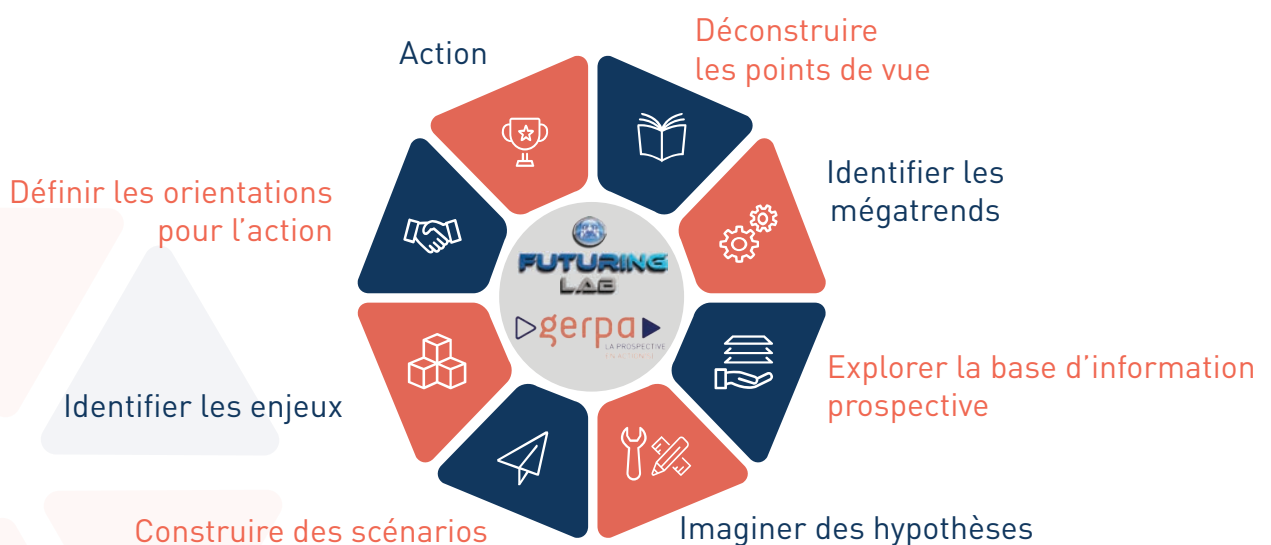 Action
Déconstruire
les points de vue
Identifier les
mégatrends
Explorer la base d’information
prospective
Imaginer des hypothèses
Construire des scénarios
Identifier les enjeux
Définir les orientations
pour l’action
FUTURING
LAB
gerpa
LA PROSPECTIVE